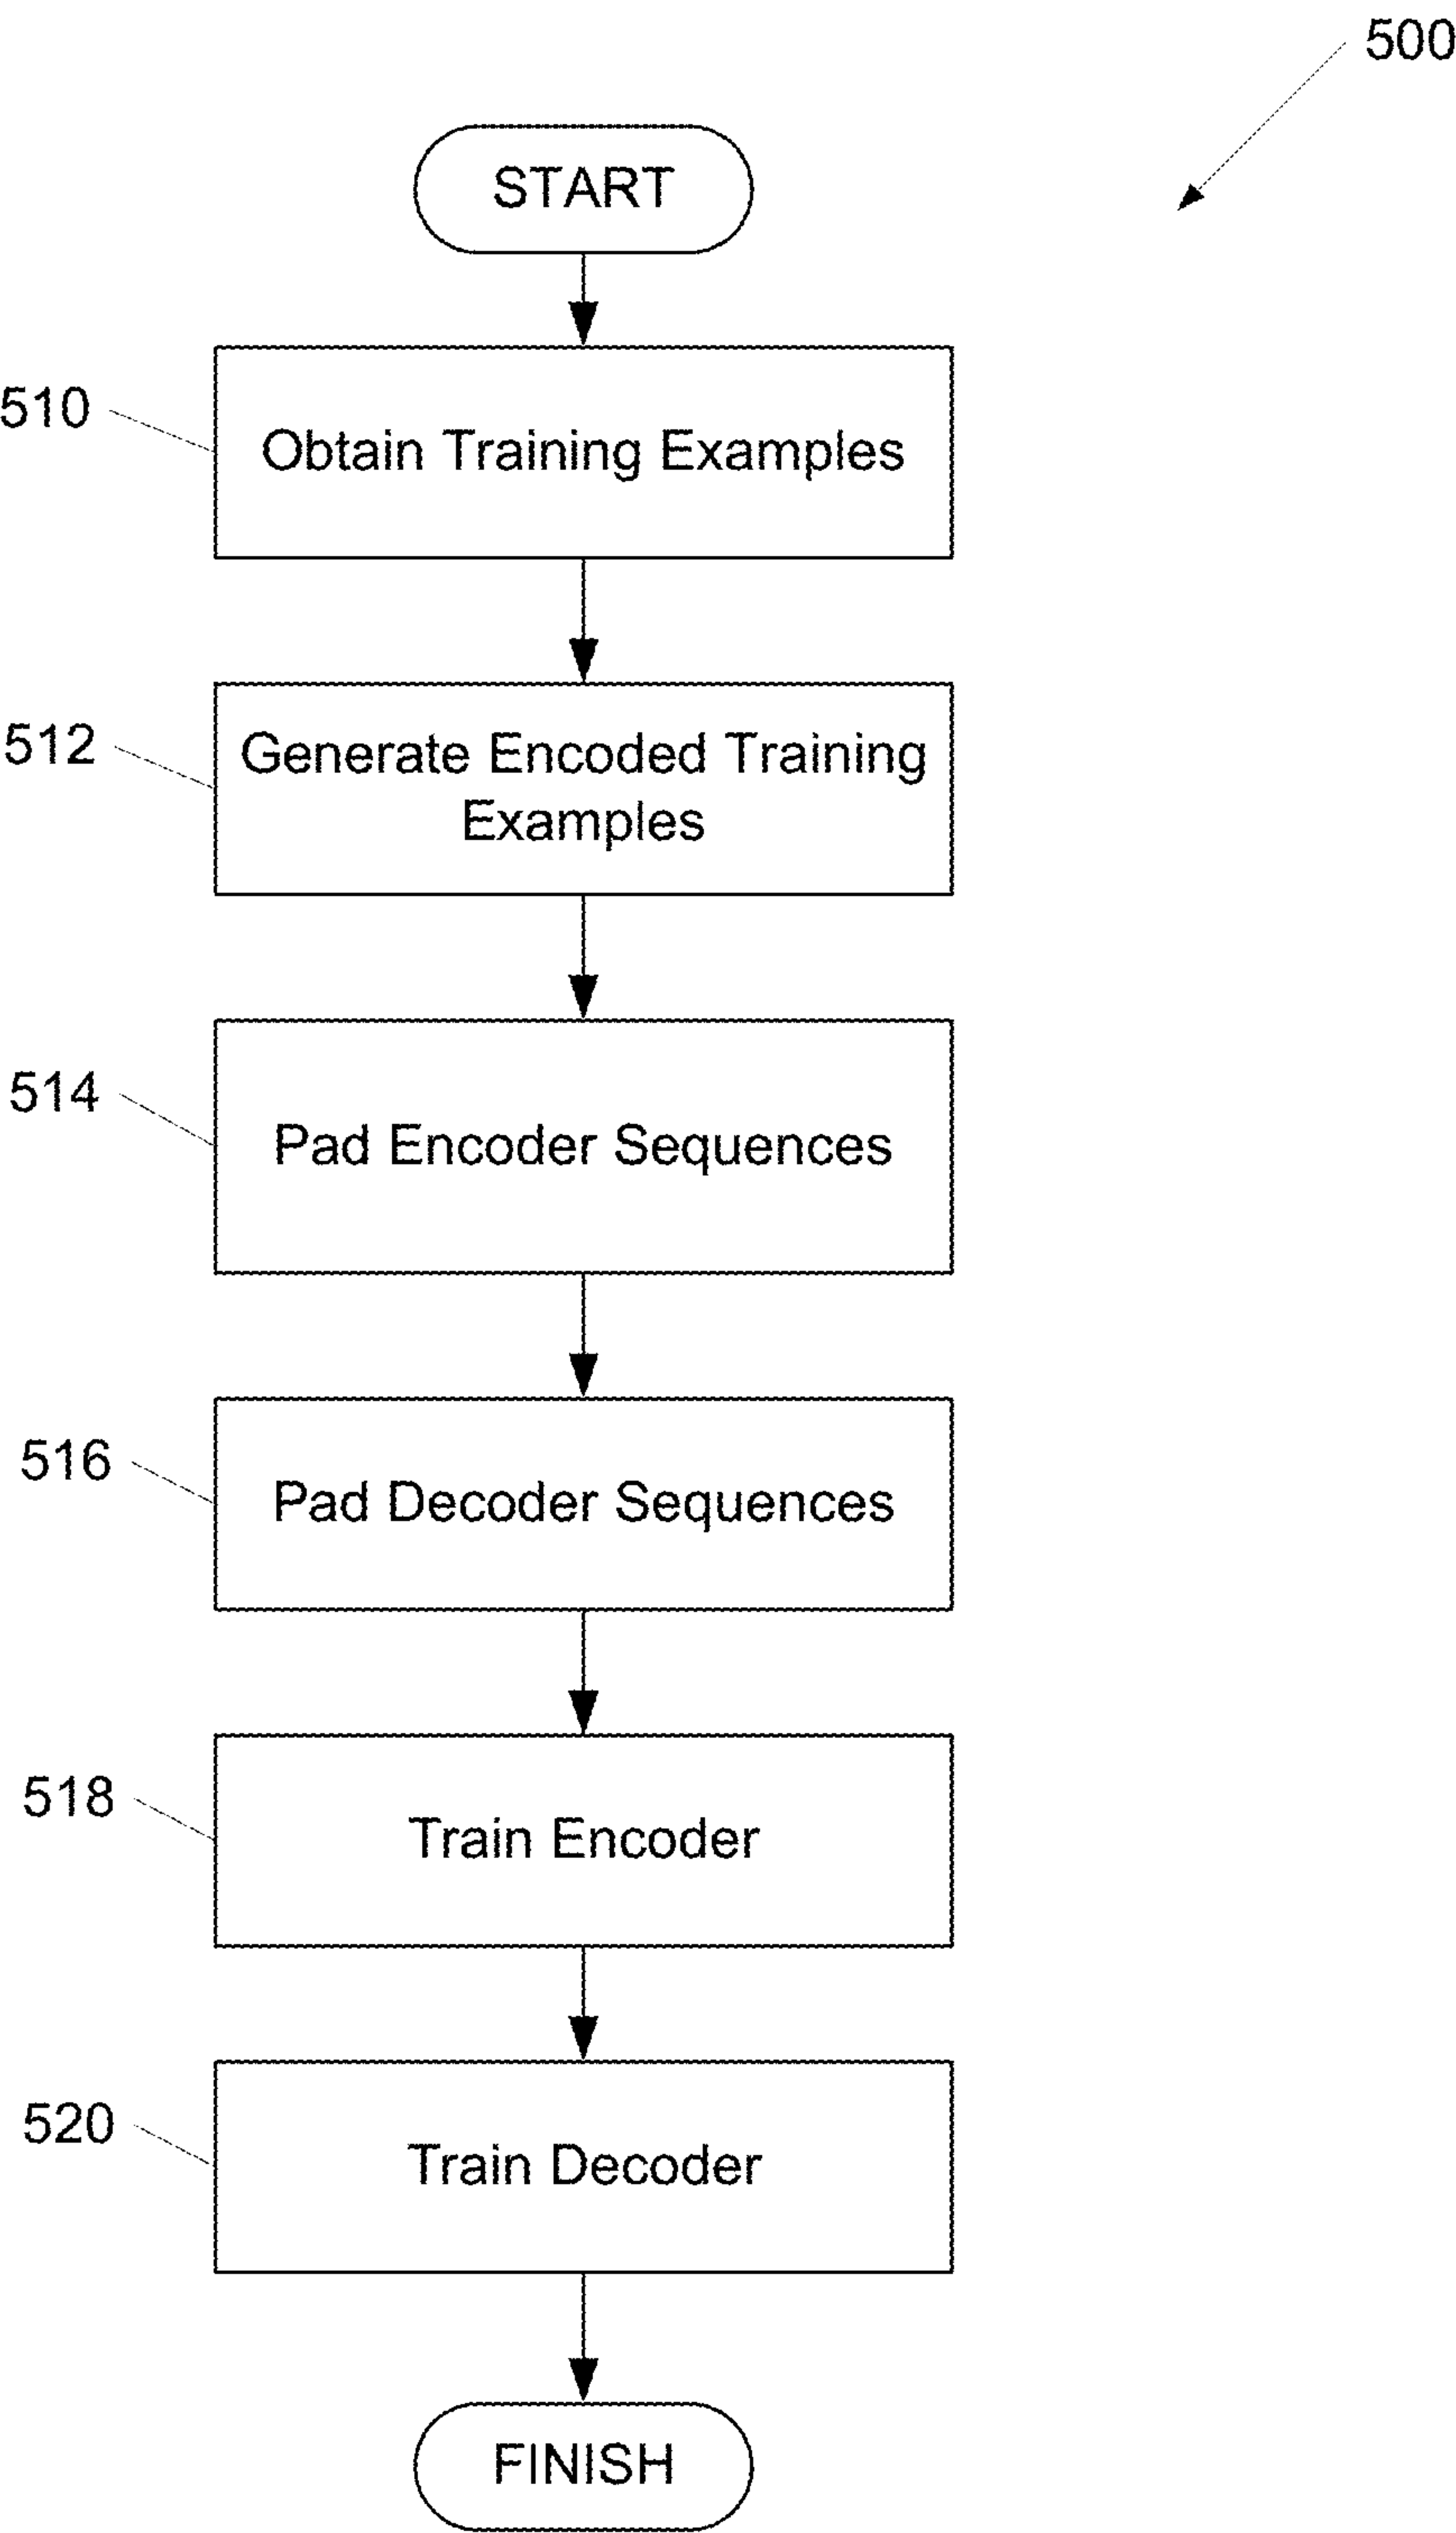 500
START
510
Obtain Training Examples
512
Generate Encoded Training
Examples
514
Pad Encoder Sequences
516
Pad Decoder Sequences
518
Train Encoder
520
Train Decoder
FINISH